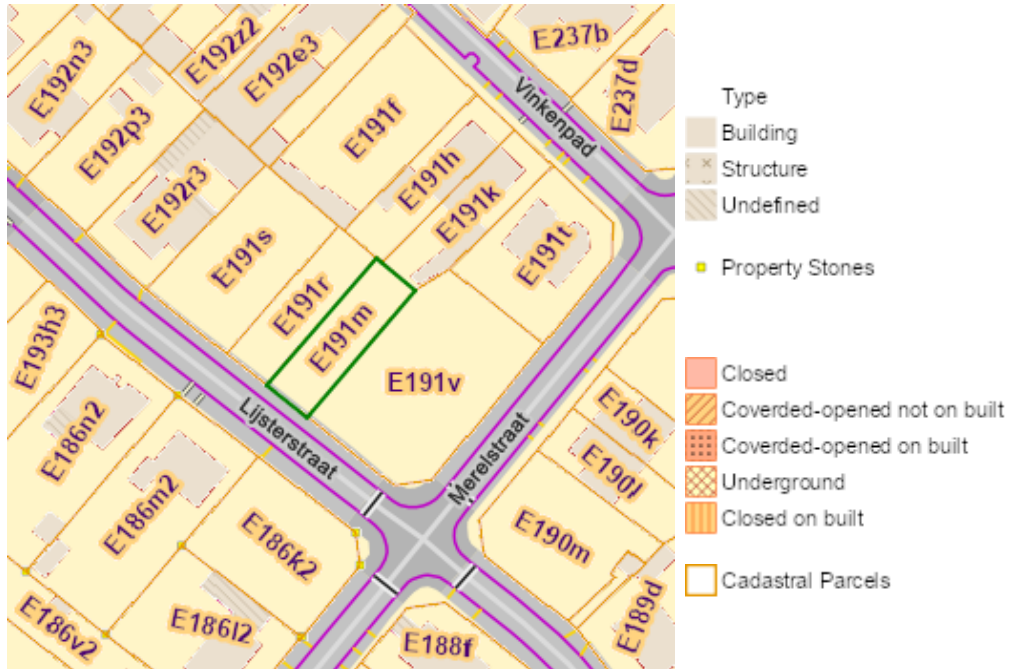 E192n3
E192z2
E192e3
E237b
E237d
E192p3
E191f
Vinkenpad
E192r3
E191h
E191k
E191s
E191t
E191r
E191m
E191v
E193h3
Lijsterstraat
Merelstraat
E186n2
E190k
E190l
E186m2
E186k2
E190m
E186v2
E186l2
E188f
E189d
Type
Building
Structure
Undefined
Property Stones
Closed
Coverded-opened not on built
Coverded-opened on built
Underground
Closed on built
Cadastral Parcels